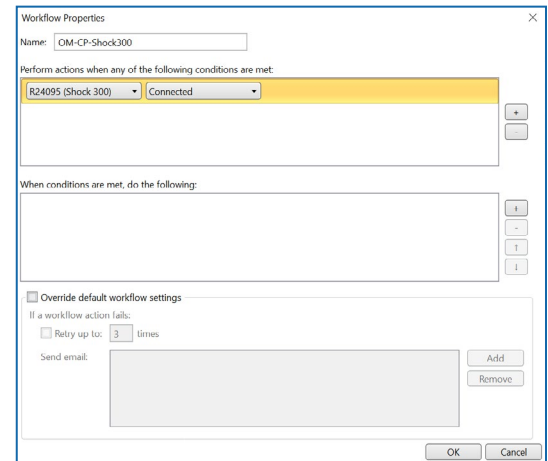 Workflow Properties
Name: OM-CP-Shock300
Perform actions when any of the following conditions are met:
R24095 (Shock 300) Connected
+
-
When conditions are met, do the following:
+
-
↑
↓
Override default workflow settings
If a workflow action fails:
Retry up to: 3 times
Send email: Add
Remove
OK Cancel